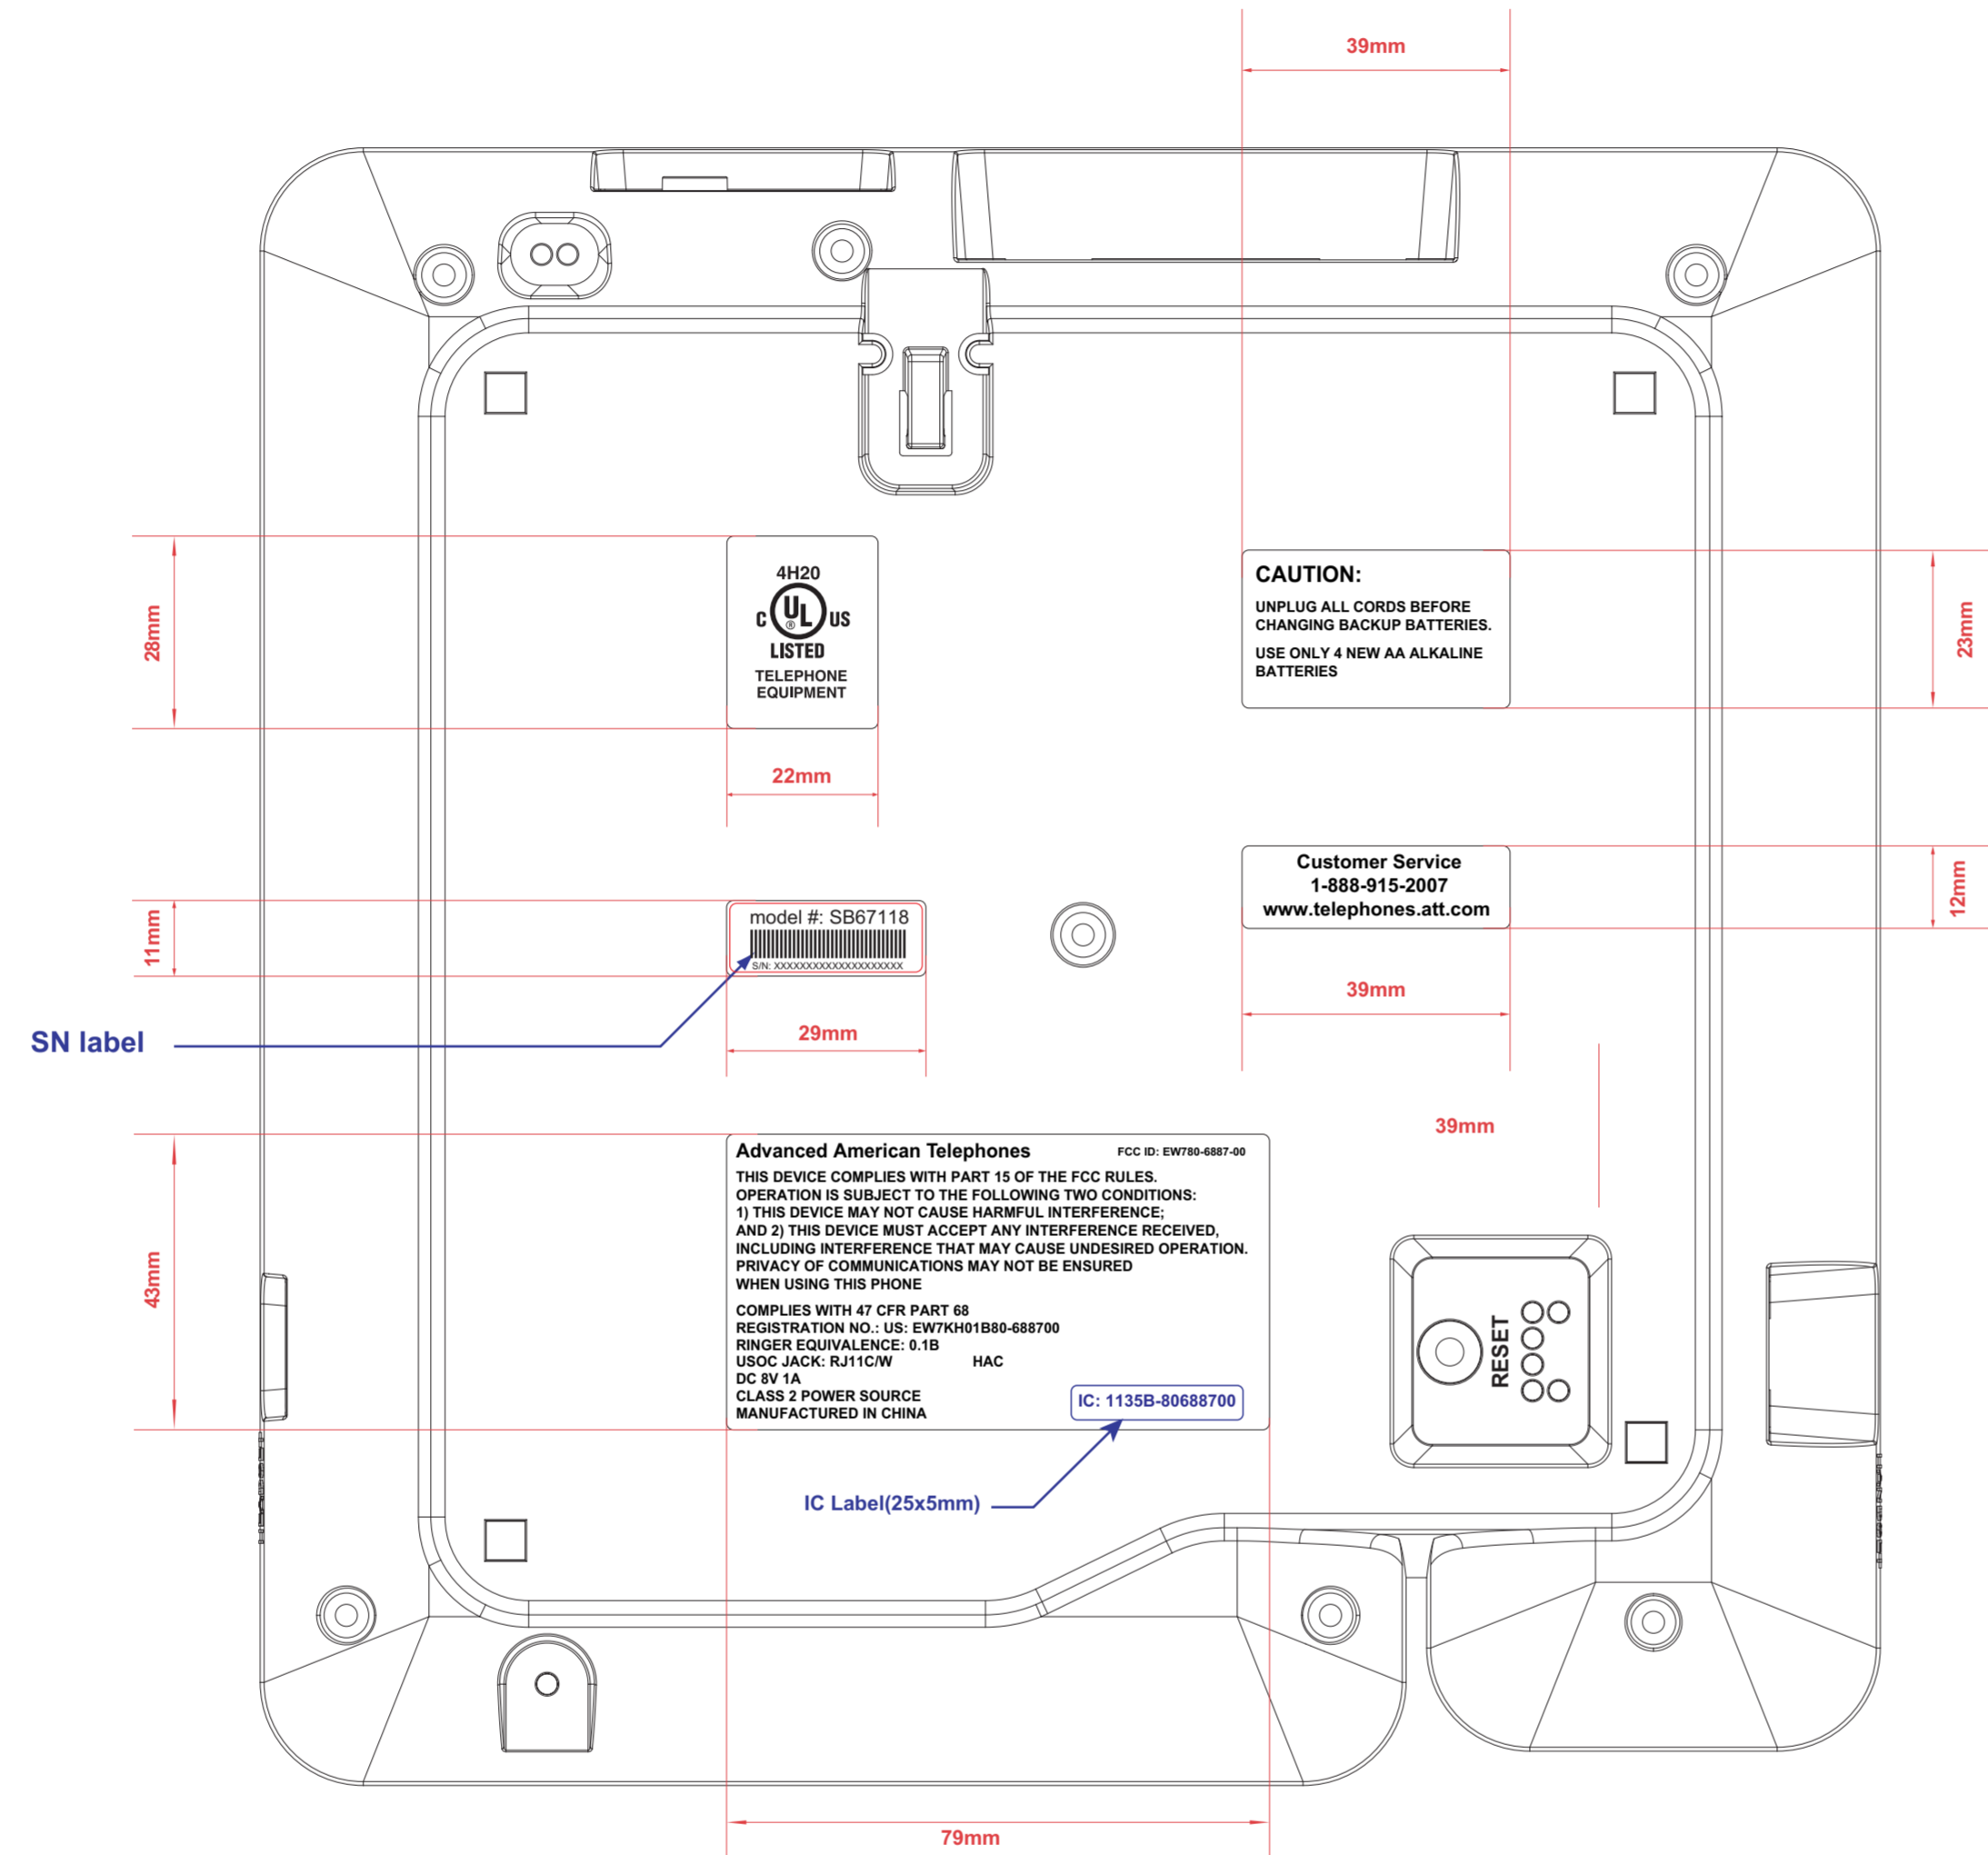 39mm
28mm
4H20
C UL ® US
LISTED
TELEPHONE
EQUIPMENT
22mm
CAUTION:
UNPLUG ALL CORDS BEFORE
CHANGING BACKUP BATTERIES.
USE ONLY 4 NEW AA ALKALINE
BATTERIES
23mm
11mm
model #: SB67118
S/N: XXXXXXXXXXXXXXXXXXXX
SN label
29mm
Customer Service
1-888-915-2007
www.telephones.att.com
12mm
39mm
39mm
43mm
Advanced American Telephones FCC ID: EW780-6887-00
THIS DEVICE COMPLIES WITH PART 15 OF THE FCC RULES.
OPERATION IS SUBJECT TO THE FOLLOWING TWO CONDITIONS:
1) THIS DEVICE MAY NOT CAUSE HARMFUL INTERFERENCE;
AND 2) THIS DEVICE MUST ACCEPT ANY INTERFERENCE RECEIVED,
INCLUDING INTERFERENCE THAT MAY CAUSE UNDESIRED OPERATION.
PRIVACY OF COMMUNICATIONS MAY NOT BE ENSURED
WHEN USING THIS PHONE
COMPLIES WITH 47 CFR PART 68
REGISTRATION NO.: US: EW7KH01B80-688700
RINGER EQUIVALENCE: 0.1B
USOC JACK: RJ11C/W HAC
DC 8V 1A
CLASS 2 POWER SOURCE
MANUFACTURED IN CHINA
IC: 1135B-80688700
IC Label(25x5mm)
RESET
79mm